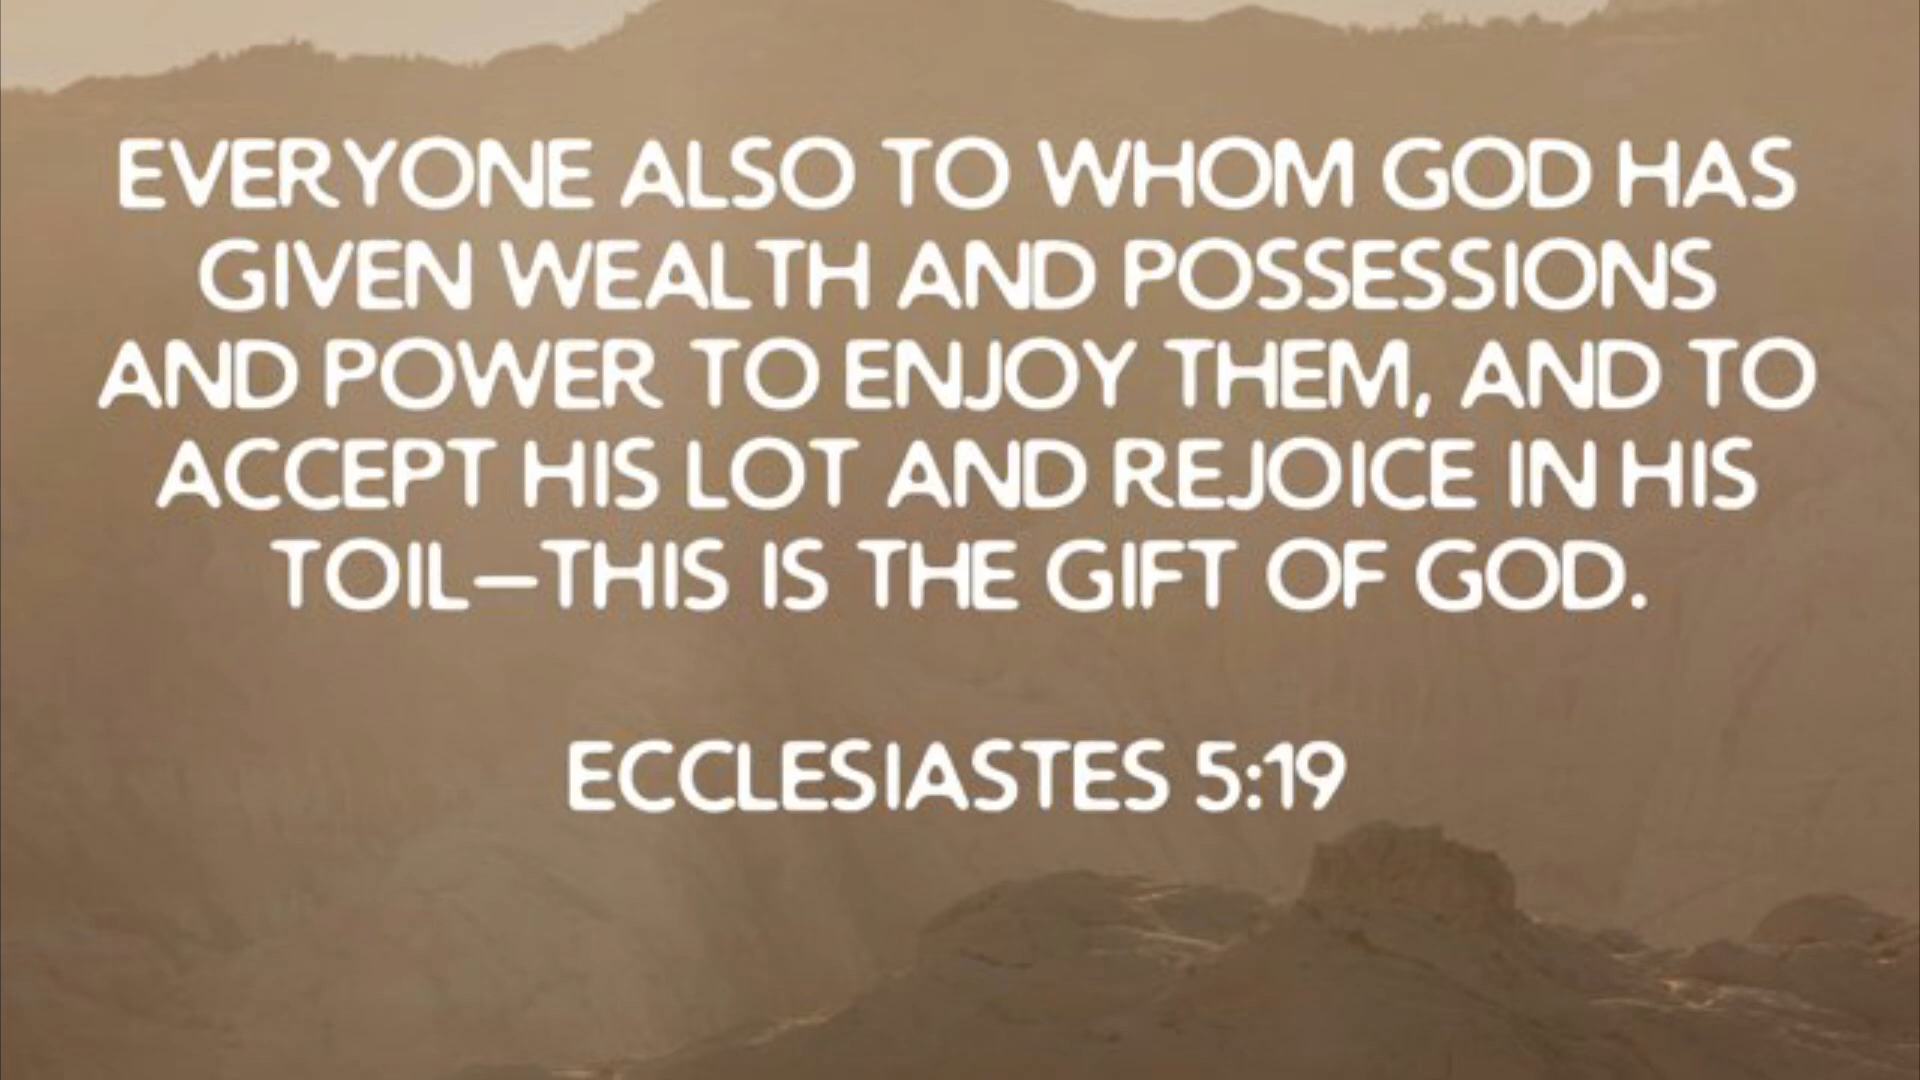 EVERYONE ALSO TO WHOM GOD HAS
GIVEN WEALTH AND POSSESSIONS
AND POWER TO ENJOY THEM, AND TO
ACCEPT HIS LOT AND REJOICE IN HIS
TOIL—THIS IS THE GIFT OF GOD.
ECCLESIASTES 5:19